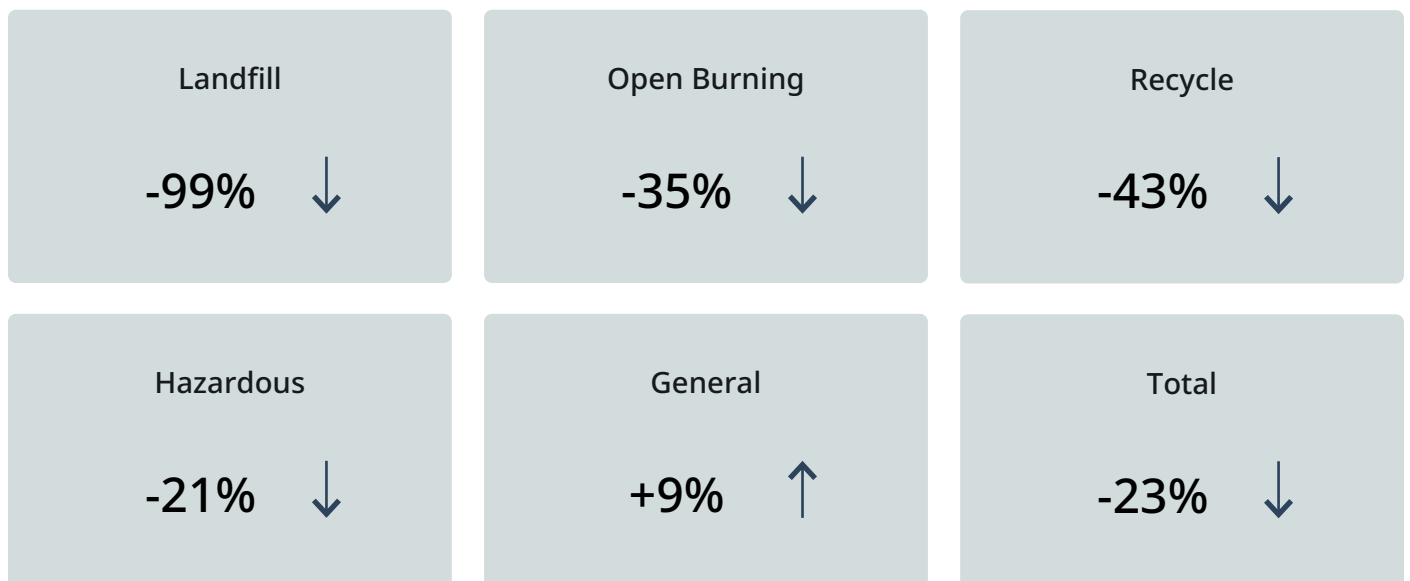 Landfill
-99%
Open Burning
-35%
Recycle
-43%
Hazardous
-21%
General
+9%
Total
-23%